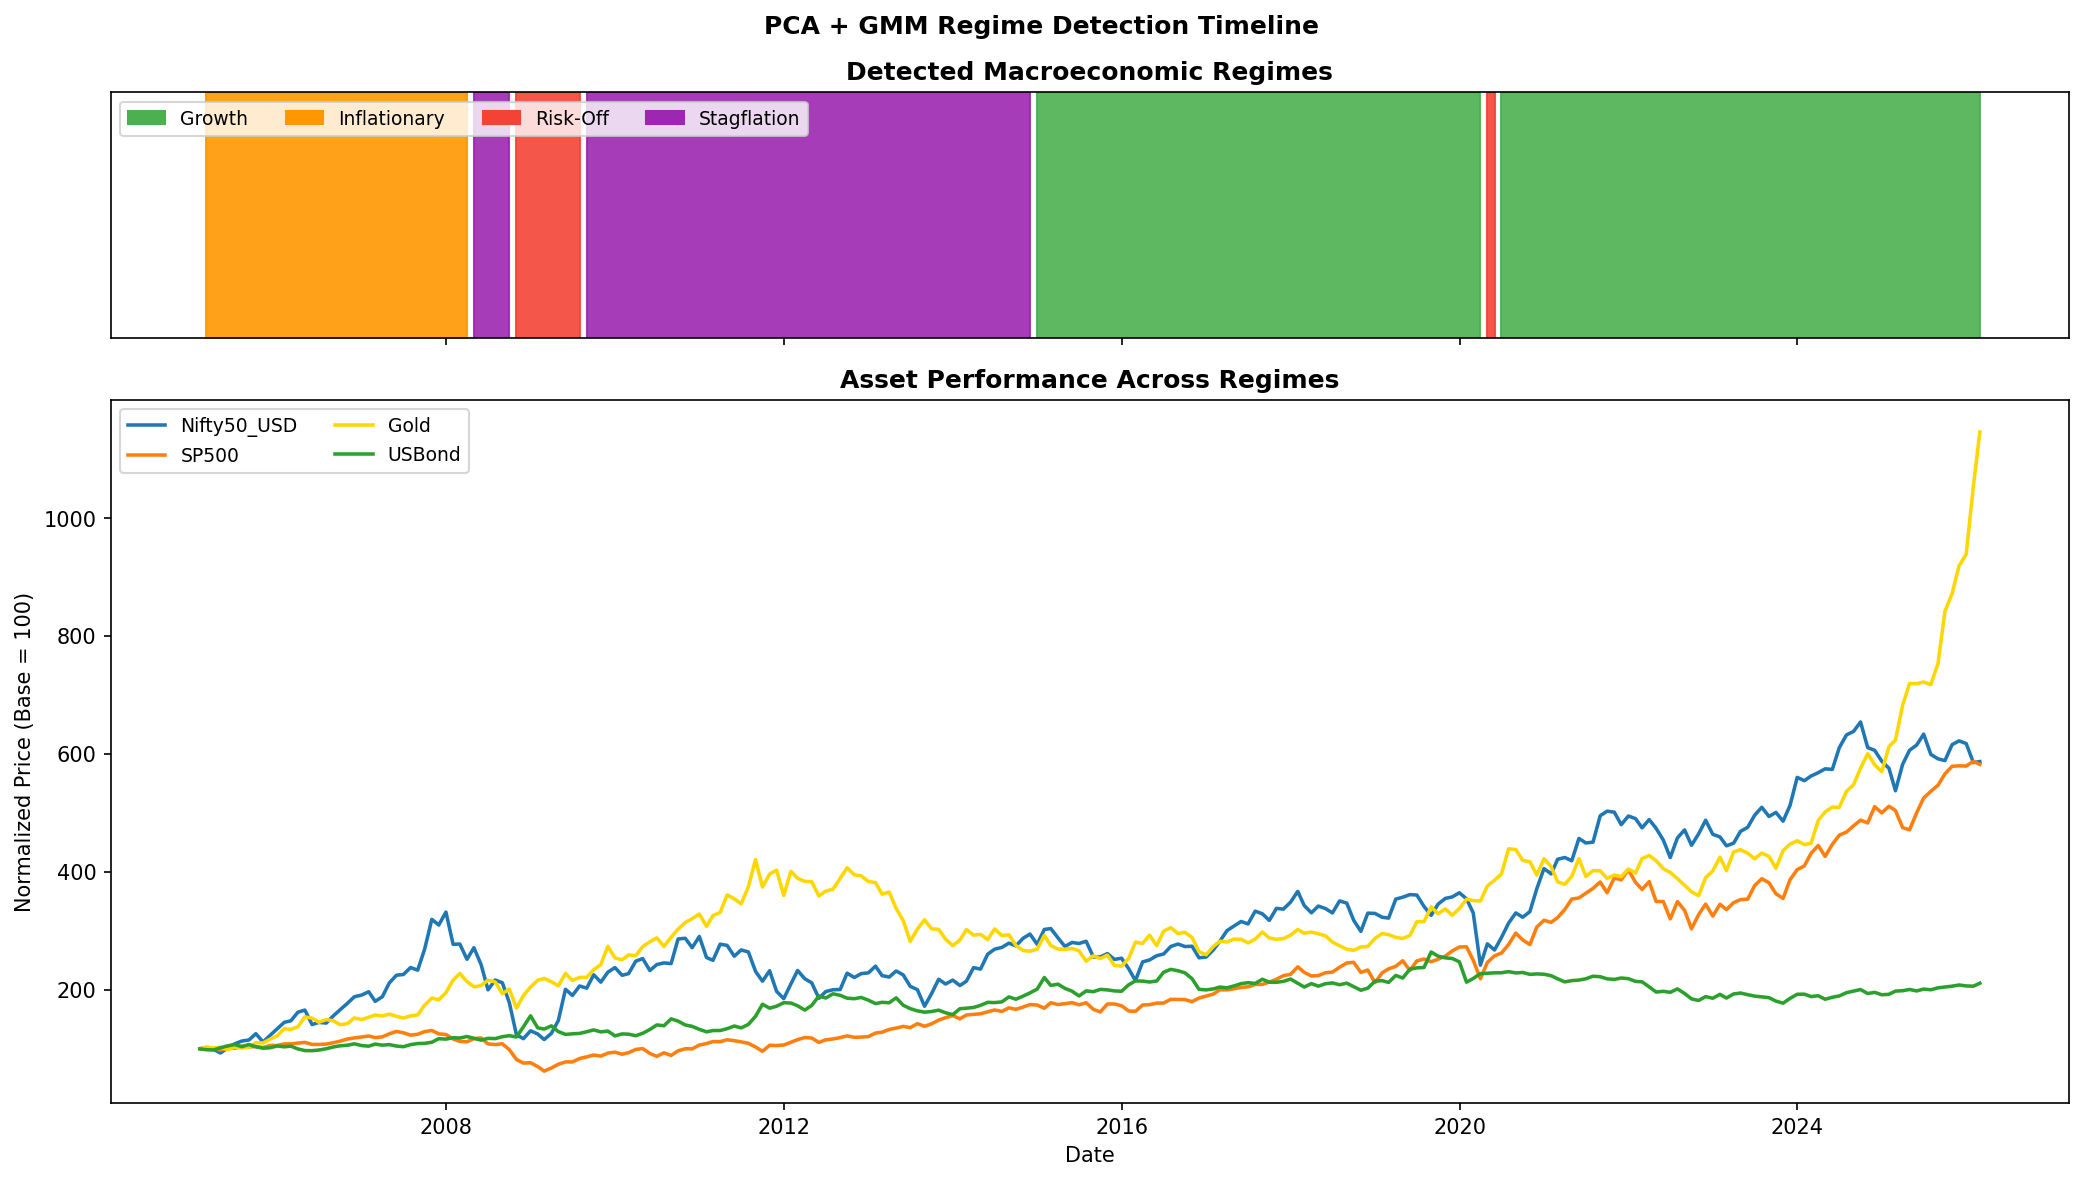 PCA + GMM Regime Detection Timeline
Detected Macroeconomic Regimes
Growth Inflationary Risk-Off Stagflation
Asset Performance Across Regimes
Nifty50_USD Gold
SP500 USBond
Normalized Price (Base = 100)
1000
800
600
400
200
2008 2012 2016 2020 2024
Date